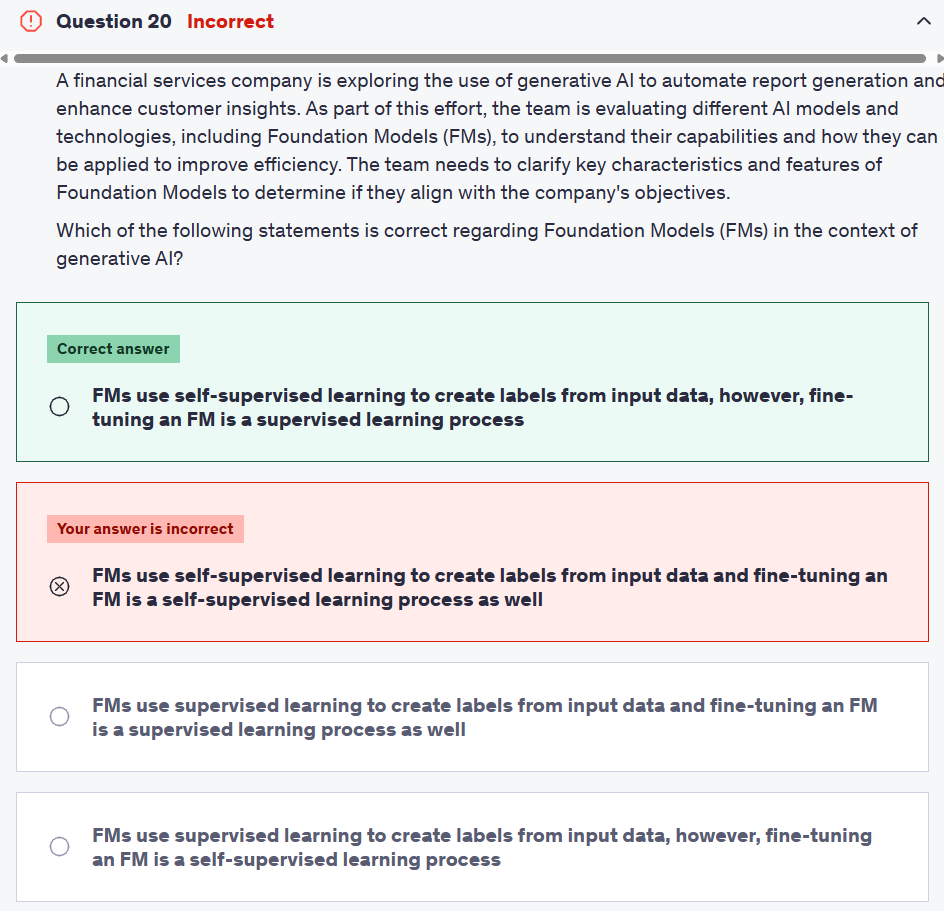 Question 20 Incorrect
A financial services company is exploring the use of generative AI to automate report generation and
enhance customer insights. As part of this effort, the team is evaluating different AI models and
technologies, including Foundation Models (FMs), to understand their capabilities and how they can
be applied to improve efficiency. The team needs to clarify key characteristics and features of
Foundation Models to determine if they align with the company's objectives.
Which of the following statements is correct regarding Foundation Models (FMs) in the context of
generative AI?
Correct answer
FMs use self-supervised learning to create labels from input data, however, fine-
tuning an FM is a supervised learning process
Your answer is incorrect
FMs use self-supervised learning to create labels from input data and fine-tuning an
FM is a self-supervised learning process as well
FMs use supervised learning to create labels from input data and fine-tuning an FM
is a supervised learning process as well
FMs use supervised learning to create labels from input data, however, fine-tuning
an FM is a self-supervised learning process